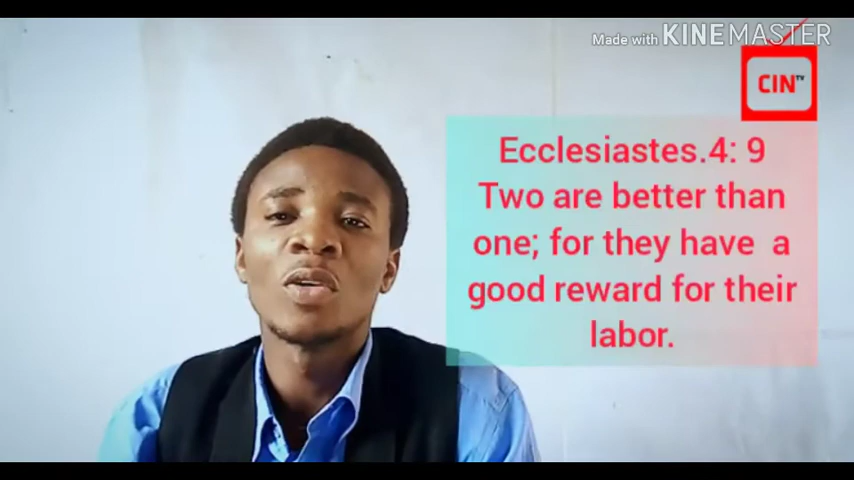 Made with KINEMASTER
CIN TV
Ecclesiastes.4: 9
Two are better than
one; for they have a
good reward for their
labor.